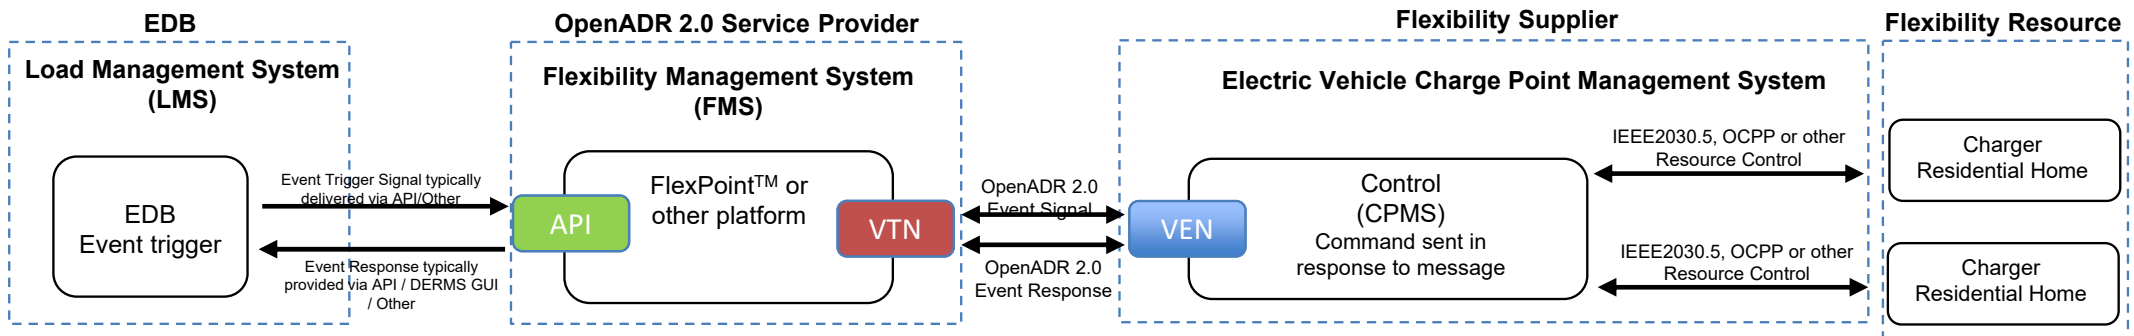 EDB
Load Management System
(LMS)
EDB
Event trigger
Event Trigger Signal typically
delivered via API/Other
Event Response typically
provided via API / DERMS GUI
/ Other
OpenADR 2.0 Service Provider
Flexibility Management System
(FMS)
API
FlexPoint™ or
other platform
VTN
OpenADR 2.0
Event Signal
OpenADR 2.0
Event Response
Flexibility Supplier
Electric Vehicle Charge Point Management System
VEN
Control
(CPMS)
Command sent in
response to message
IEEE2030.5, OCPP or other
Resource Control
IEEE2030.5, OCPP or other
Resource Control
Flexibility Resource
Charger
Residential Home
Charger
Residential Home